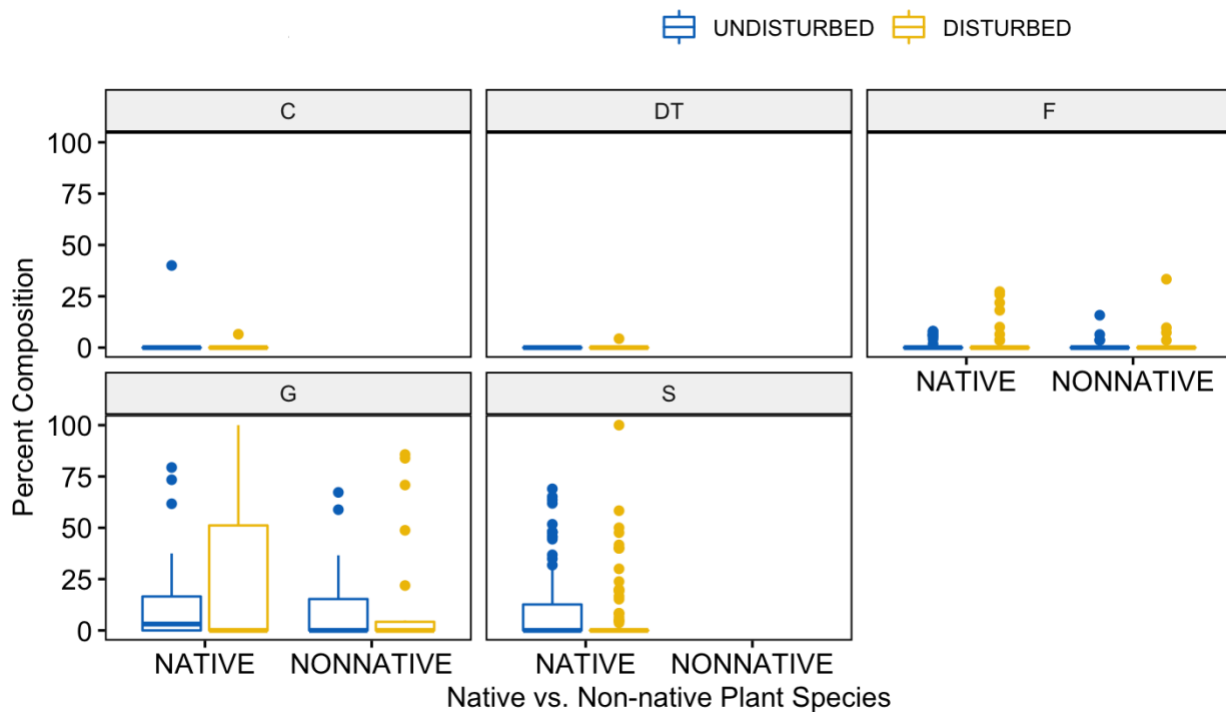 UNDISTURBED DISTURBED
C DT F
100
75
50
25
0
NATIVE NONNATIVE
G S
100
75
50
25
0
NATIVE NONNATIVE NATIVE NONNATIVE
Percent Composition
Native vs. Non-native Plant Species